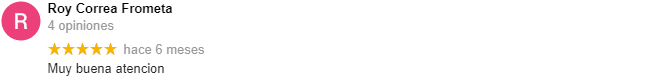 R
Roy Correa Frometa
4 opiniones
hace 6 meses
Muy buena atencion